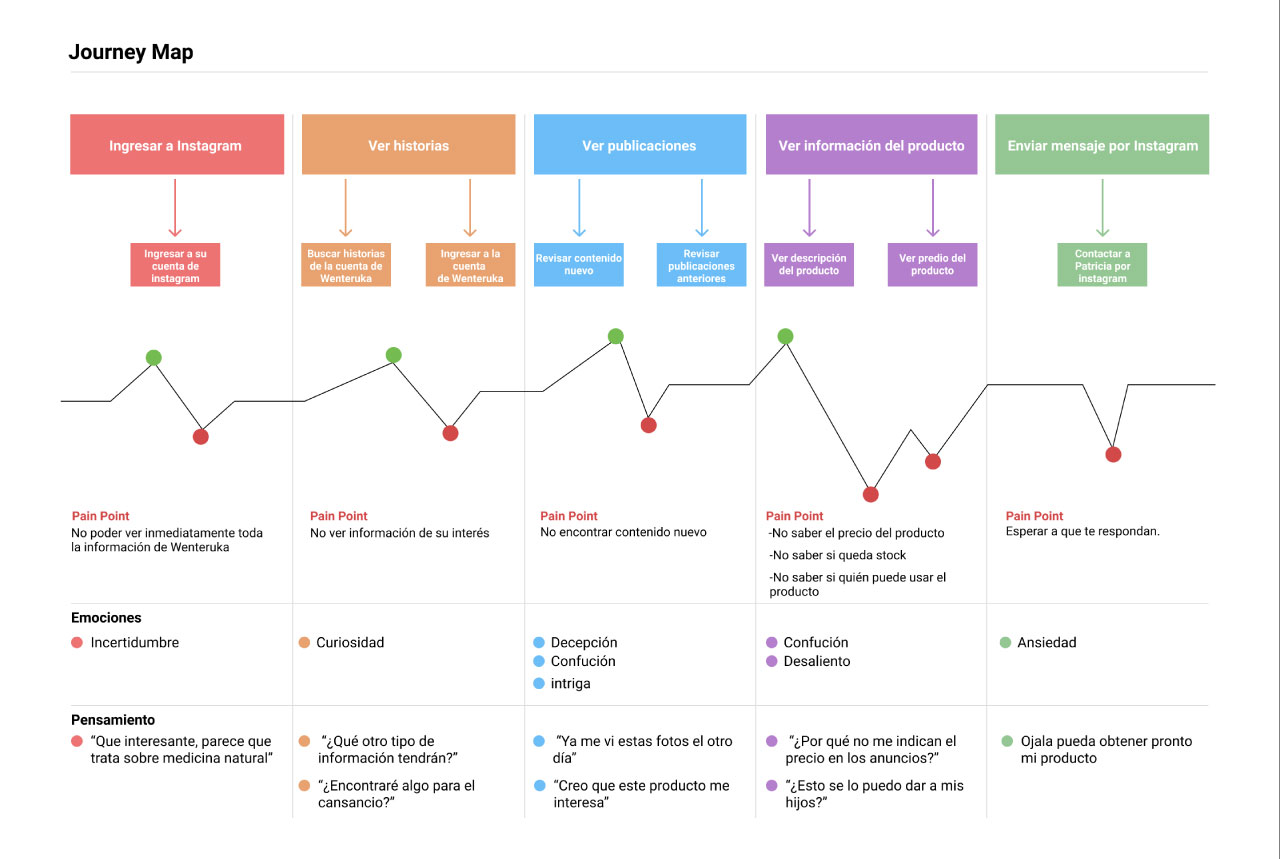 Journey Map
Ingresar a Instagram
Ver historias
Ver publicaciones
Ver información del producto
Enviar mensaje por Instagram
Ingresar a su
cuenta de
instagram
Buscar historias
de la cuenta de
Wenteruka
Ingresar a la
cuenta
de Wenteruka
Revisar contenido
nuevo
Revisar
publicaciones
anteriores
Ver descripción
del producto
Ver predio del
producto
Contactar a
Patricia por
instagram
Pain Point
No poder ver inmediatamente toda
la información de Wenteruka
Pain Point
No ver información de su interés
Pain Point
No encontrar contenido nuevo
Pain Point
-No saber el precio del producto
-No saber si queda stock
-No saber si quién puede usar el
producto
Pain Point
Esperar a que te respondan.
Emociones
Incertidumbre
Curiosidad
Decepción
Confución
intriga
Confución
Desaliento
Ansiedad
Pensamiento
“Que interesante, parece que
trata sobre medicina natural”
“¿Qué otro tipo de
información tendrán?”
“¿Encontraré algo para el
cansancio?”
“Ya me vi estas fotos el otro
día”
“Creo que este producto me
interesa”
“¿Por qué no me indican el
precio en los anuncios?”
“¿Esto se lo puedo dar a mis
hijos?”
Ojala pueda obtener pronto
mi producto